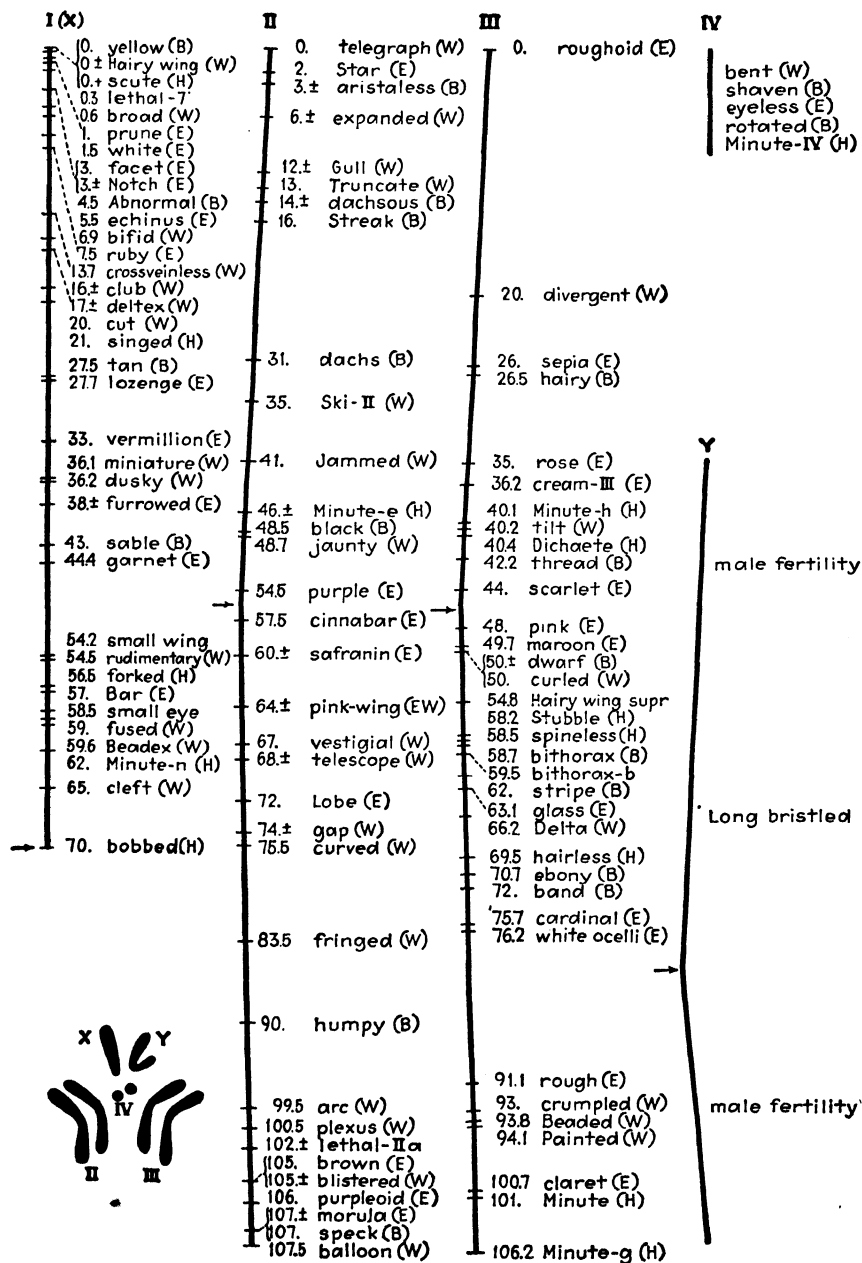 I (X)
0. yellow (B)
0± Hairy wing (W)
0.+ scute (H)
0.3 lethal-7
0.6 broad (W)
1. prune (E)
1.5 white (E)
3. facet (E)
3.± Notch (E)
4.5 Abnormal (B)
5.5 echinus (E)
6.9 bifid (W)
7.5 ruby (E)
13.7 crossveinless (W)
16.± club (W)
17.± deltex (W)
20. cut (W)
21. singed (H)
27.5 tan (B)
27.7 lozenge (E)
33. vermillion (E)
36.1 miniature (W)
36.2 dusky (W)
38.± furrowed (E)
43. sable (B)
44.4 garnet (E)
54.2 small wing
54.5 rudimentary (W)
56.5 forked (H)
57. Bar (E)
58.5 small eye
59. fused (W)
59.6 Beadex (W)
62. Minute-n (H)
65. cleft (W)
70. bobbed (H)
II
0. telegraph (W)
2. Star (E)
3.± aristaless (B)
6.± expanded (W)
12.± Gull (W)
13. Truncate (W)
14.± dachsous (B)
16. Streak (B)
31. dachs (B)
35. Ski-II (W)
41. Jammed (W)
46.± Minute-e (H)
48.5 black (B)
48.7 jaunty (W)
54.5 purple (E)
57.5 cinnabar (E)
60.± safranin (E)
64.± pink-wing (EW)
67. vestigial (W)
68.± telescope (W)
72. Lobe (E)
74.± gap (W)
75.5 curved (W)
83.5 fringed (W)
90. humpy (B)
99.5 arc (W)
100.5 plexus (W)
102.± lethal-IIa
105. brown (E)
105.± blistered (W)
106. purpleoid (E)
107.± morula (E)
107. speck (B)
107.5 balloon (W)
III
0. roughoid (E)
20. divergent (W)
26. sepia (E)
26.5 hairy (B)
35. rose (E)
36.2 cream-III (E)
40.1 Minute-h (H)
40.2 tilt (W)
40.4 Dichaete (H)
42.2 thread (B)
44. scarlet (E)
48. pink (E)
49.7 maroon (E)
50.± dwarf (B)
50. curled (W)
54.8 Hairy wing supr
58.2 Stubble (H)
58.5 spineless (H)
58.7 bithorax (B)
59.5 bithorax-b
62. stripe (B)
63.1 glass (E)
66.2 Delta (W)
69.5 hairless (H)
70.7 ebony (B)
72. band (B)
75.7 cardinal (E)
76.2 white ocelli (E)
91.1 rough (E)
93. crumpled (W)
93.8 Beaded (W)
94.1 Painted (W)
100.7 claret (E)
101. Minute (H)
106.2 Minute-g (H)
IV
bent (W)
shaven (B)
eyeless (E)
rotated (B)
Minute-IV (H)
Y
male fertility
Long bristled
male fertility
X Y
IV
II III